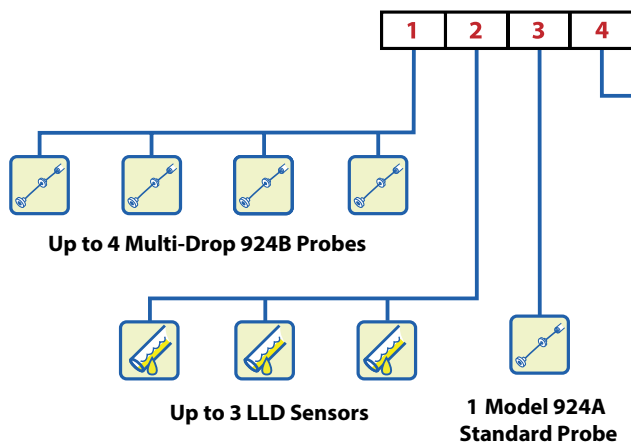 1 2 3 4
Up to 4 Multi-Drop 924B Probes
Up to 3 LLD Sensors
1 Model 924A
Standard Probe